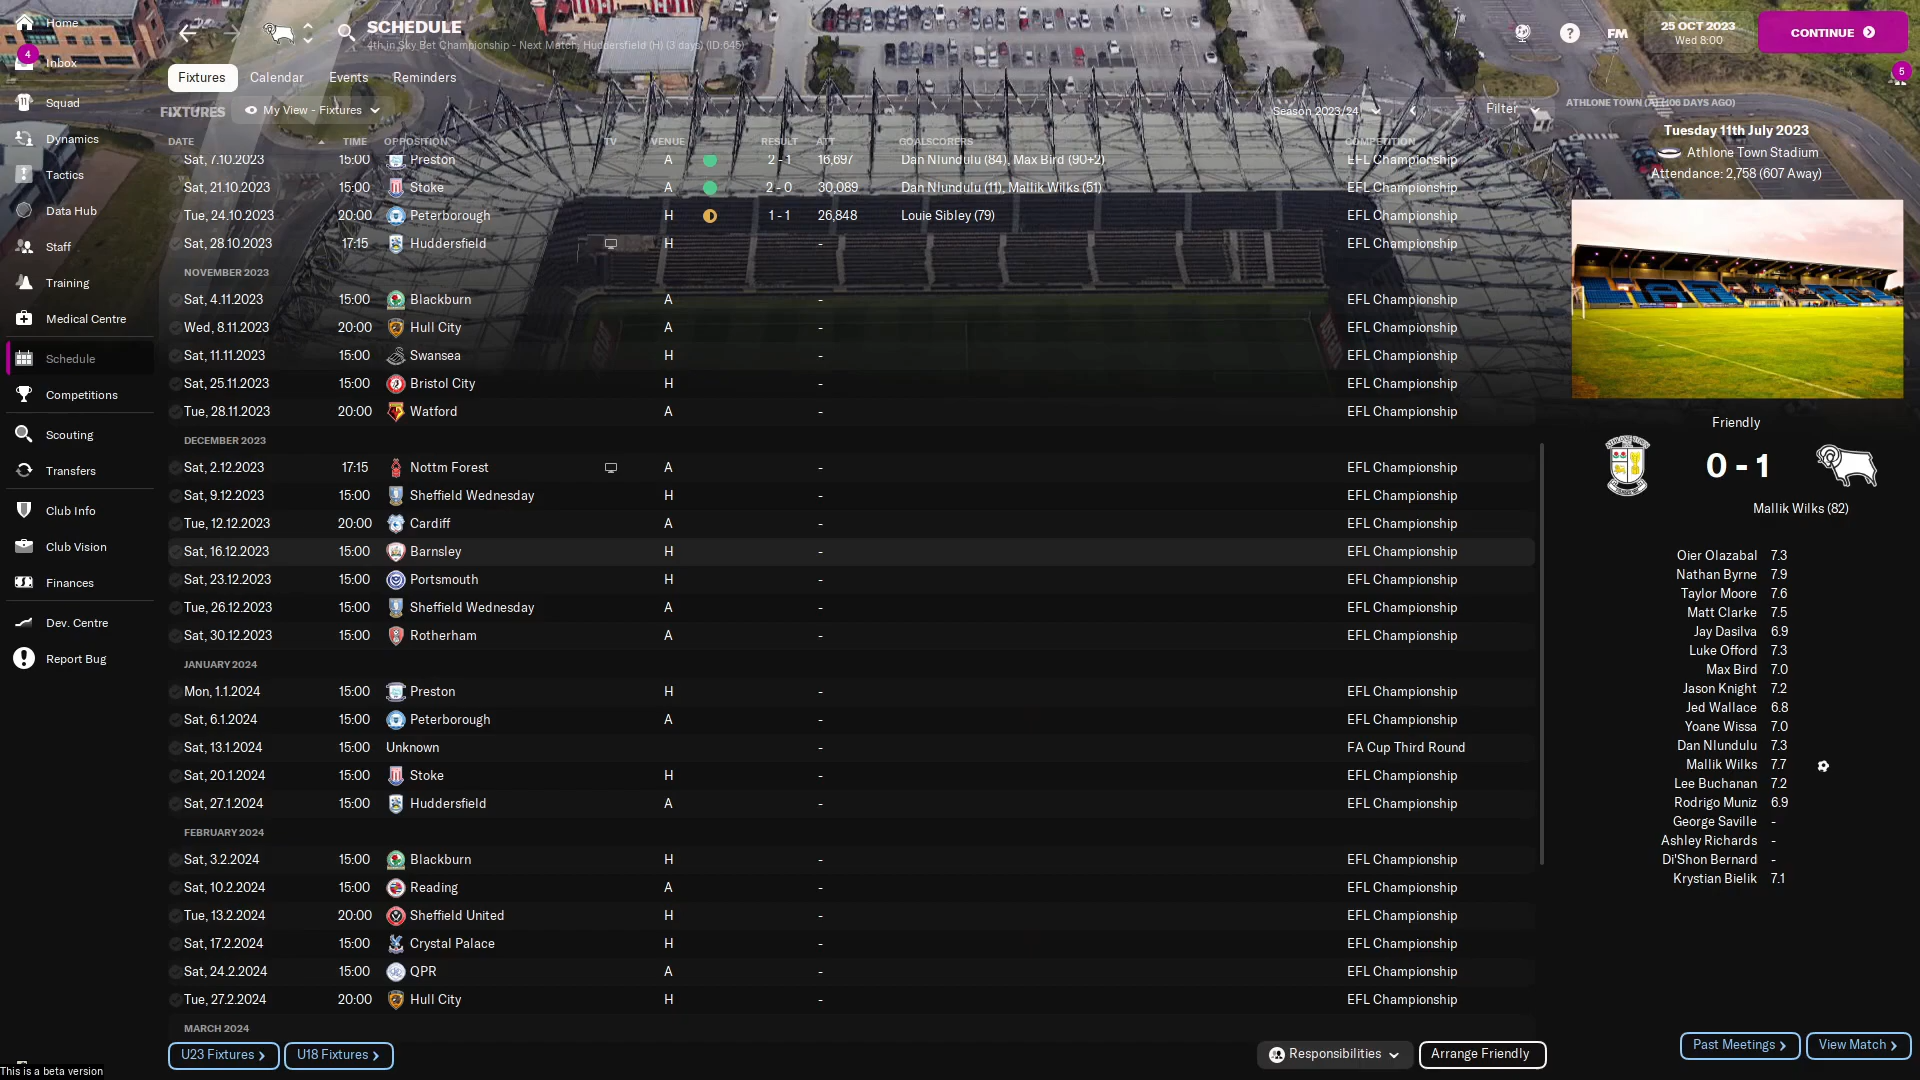 Home
4
Inbox
Squad
Dynamics
Tactics
Data Hub
Staff
Training
Medical Centre
Schedule
Competitions
Scouting
Transfers
Club Info
Club Vision
Finances
Dev. Centre
Report Bug
This is a beta version
SCHEDULE
4th in Sky Bet Championship - Next Match, Huddersfield (H) (3 days) (ID:645)
? FM
25 OCT 2023
Wed 8:00
CONTINUE
5
Fixtures Calendar Events Reminders
FIXTURES My View - Fixtures
Season 2023/24 Filter
DATE TIME OPPOSITION TV VENUE RESULT ATT GOALSCORERS COMPETITION
Sat, 7.10.2023 15:00 Preston A 2 - 1 16,697 Dan Nlundulu (84), Max Bird (90+2) EFL Championship
Sat, 21.10.2023 15:00 Stoke A 2 - 0 30,089 Dan Nlundulu (11), Mallik Wilks (51) EFL Championship
Tue, 24.10.2023 20:00 Peterborough H 1 - 1 26,848 Louie Sibley (79) EFL Championship
Sat, 28.10.2023 17:15 Huddersfield H - EFL Championship
NOVEMBER 2023
Sat, 4.11.2023 15:00 Blackburn A - EFL Championship
Wed, 8.11.2023 20:00 Hull City A - EFL Championship
Sat, 11.11.2023 15:00 Swansea H - EFL Championship
Sat, 25.11.2023 15:00 Bristol City H - EFL Championship
Tue, 28.11.2023 20:00 Watford A - EFL Championship
DECEMBER 2023
Sat, 2.12.2023 17:15 Nottm Forest A - EFL Championship
Sat, 9.12.2023 15:00 Sheffield Wednesday H - EFL Championship
Tue, 12.12.2023 20:00 Cardiff A - EFL Championship
Sat, 16.12.2023 15:00 Barnsley H - EFL Championship
Sat, 23.12.2023 15:00 Portsmouth H - EFL Championship
Tue, 26.12.2023 15:00 Sheffield Wednesday A - EFL Championship
Sat, 30.12.2023 15:00 Rotherham A - EFL Championship
JANUARY 2024
Mon, 1.1.2024 15:00 Preston H - EFL Championship
Sat, 6.1.2024 15:00 Peterborough A - EFL Championship
Sat, 13.1.2024 15:00 Unknown - FA Cup Third Round
Sat, 20.1.2024 15:00 Stoke H - EFL Championship
Sat, 27.1.2024 15:00 Huddersfield A - EFL Championship
FEBRUARY 2024
Sat, 3.2.2024 15:00 Blackburn H - EFL Championship
Sat, 10.2.2024 15:00 Reading A - EFL Championship
Tue, 13.2.2024 20:00 Sheffield United H - EFL Championship
Sat, 17.2.2024 15:00 Crystal Palace H - EFL Championship
Sat, 24.2.2024 15:00 QPR A - EFL Championship
Tue, 27.2.2024 20:00 Hull City H - EFL Championship
MARCH 2024
U23 Fixtures U18 Fixtures
Responsibilities Arrange Friendly
ATHLONE TOWN (A) (106 DAYS AGO)
Tuesday 11th July 2023
Athlone Town Stadium
Attendance: 2,758 (607 Away)
Friendly
0 - 1
Mallik Wilks (82)
Oier Olazabal 7.3
Nathan Byrne 7.9
Taylor Moore 7.6
Matt Clarke 7.5
Jay Dasilva 6.9
Luke Offord 7.3
Max Bird 7.0
Jason Knight 7.2
Jed Wallace 6.8
Yoane Wissa 7.0
Dan Nlundulu 7.3
Mallik Wilks 7.7
Lee Buchanan 7.2
Rodrigo Muniz 6.9
George Saville -
Ashley Richards -
Di'Shon Bernard -
Krystian Bielik 7.1
Past Meetings View Match